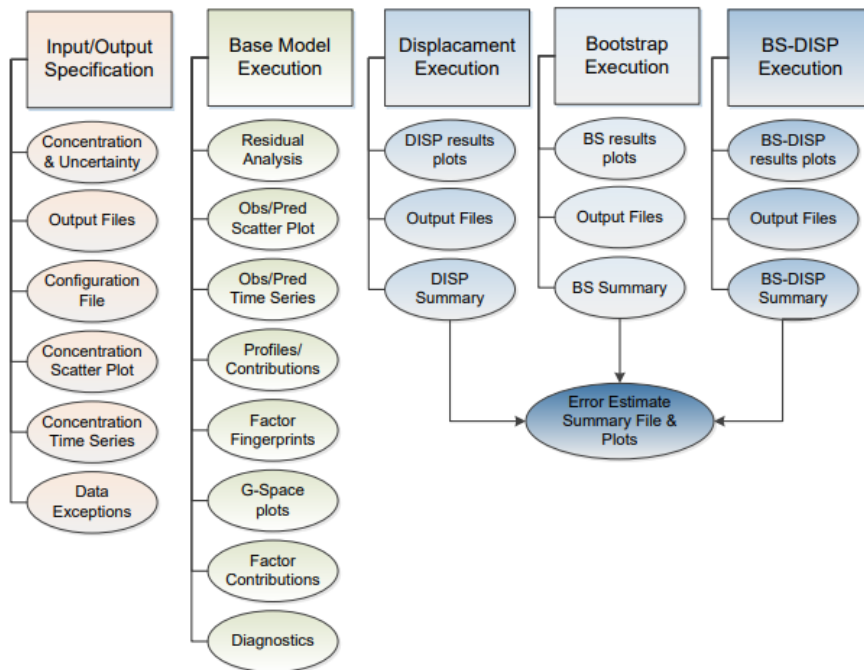 Input/Output
Specification
Concentration
& Uncertainty
Output Files
Configuration
File
Concentration
Scatter Plot
Concentration
Time Series
Data
Exceptions
Base Model
Execution
Residual
Analysis
Obs/Pred
Scatter Plot
Obs/Pred
Time Series
Profiles/
Contributions
Factor
Fingerprints
G-Space
plots
Factor
Contributions
Diagnostics
Displacament
Execution
DISP results
plots
Output Files
DISP
Summary
Bootstrap
Execution
BS results
plots
Output Files
BS Summary
BS-DISP
Execution
BS-DISP
results plots
Output Files
BS-DISP
Summary
Error Estimate
Summary File &
Plots